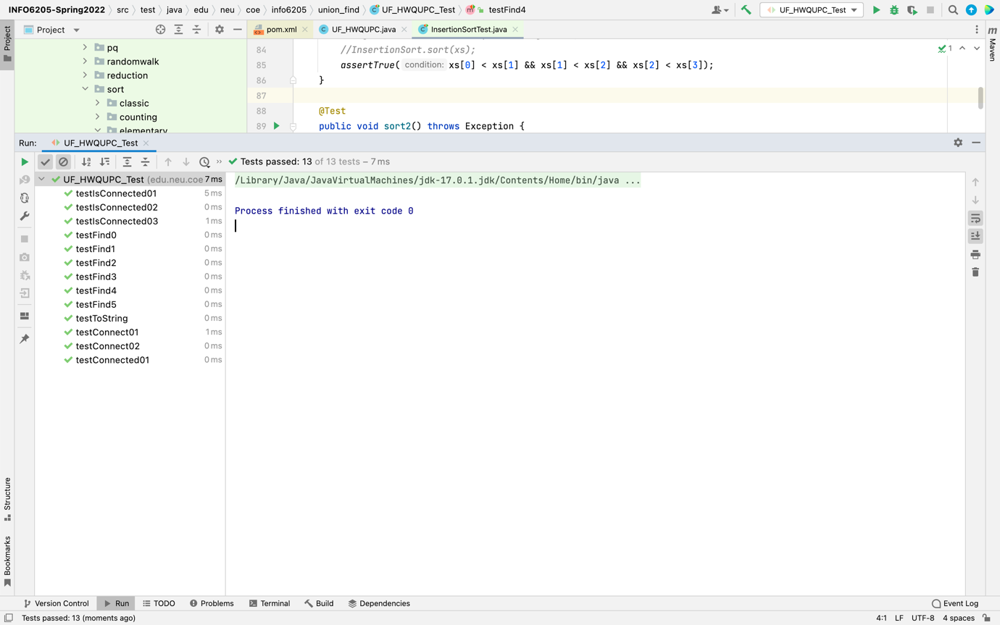 INFO6205-Spring2022 src test java edu neu coe info6205 union_find UF_HWQUPC_Test testFind4 UF_HWQUPC_Test
Project pom.xml UF_HWQUPC.java InsertionSortTest.java
Project
Maven
pq
randomwalk
reduction
sort
classic
counting
elementary
84 //InsertionSort.sort(xs);
85 assertTrue( condition: xs[0] < xs[1] && xs[1] < xs[2] && xs[2] < xs[3]);
86 }
87
88 @Test
89 public void sort2() throws Exception {
1
Run: UF_HWQUPC_Test
Tests passed: 13 of 13 tests – 7 ms
UF_HWQUPC_Test (edu.neu.coe 7 ms
testIsConnected01 5 ms
testIsConnected02 0 ms
testIsConnected03 1 ms
testFind0 0 ms
testFind1 0 ms
testFind2 0 ms
testFind3 0 ms
testFind4 0 ms
testFind5 0 ms
testToString 0 ms
testConnect01 1 ms
testConnect02 0 ms
testConnected01 0 ms
/Library/Java/JavaVirtualMachines/jdk-17.0.1.jdk/Contents/Home/bin/java ...
Process finished with exit code 0
Structure
Bookmarks
Version Control Run TODO Problems Terminal Build Dependencies Event Log
Tests passed: 13 (moments ago) 4:1 LF UTF-8 4 spaces